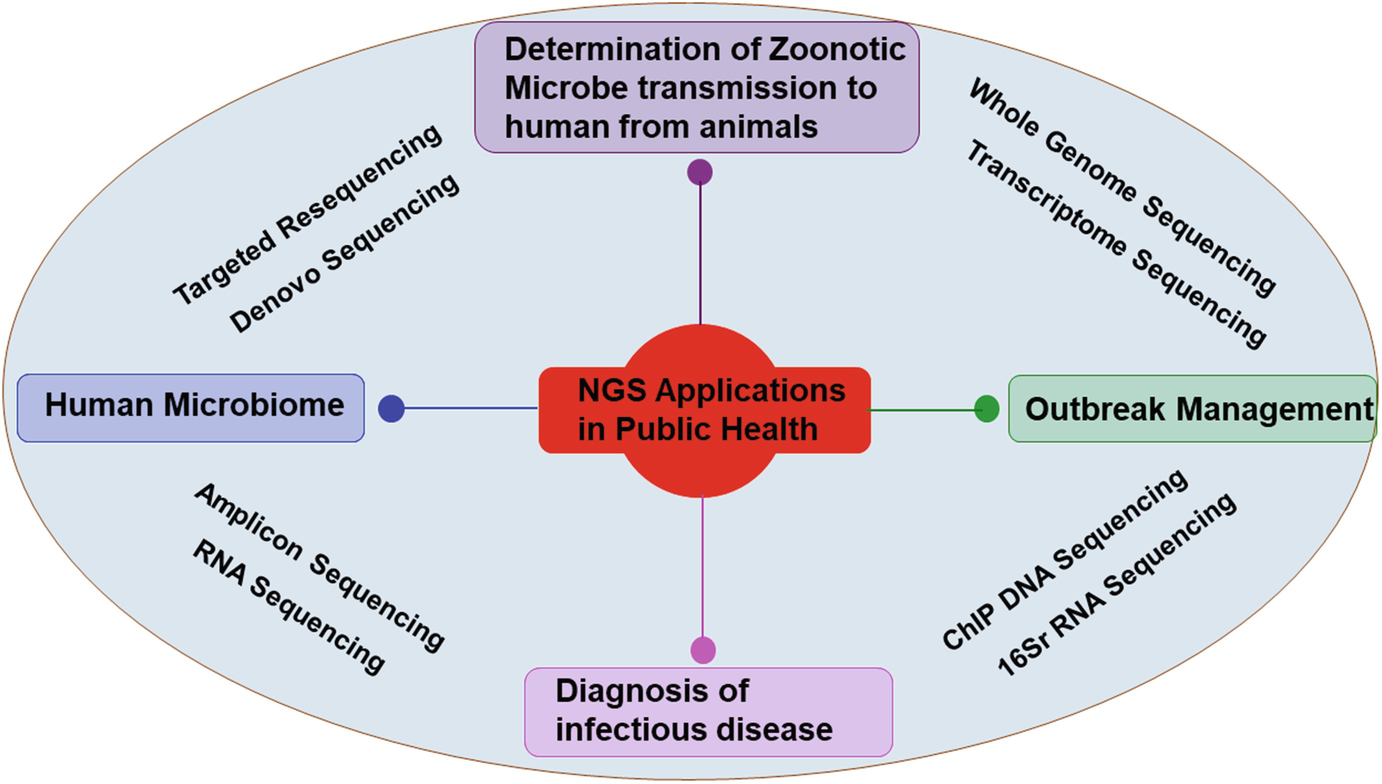 Determination of Zoonotic
Microbe transmission to
human from animals
Targeted Resequencing
Denovo Sequencing
Whole Genome Sequencing
Transcriptome Sequencing
Human Microbiome
NGS Applications
in Public Health
Outbreak Management
Amplicon Sequencing
RNA Sequencing
ChIP DNA Sequencing
16Sr RNA Sequencing
Diagnosis of
infectious disease